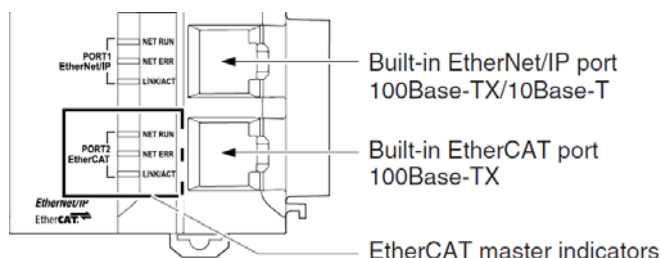 PORT1
EtherNet/IP
NET RUN
NET ERR
LINK/ACT
Built-in EtherNet/IP port
100Base-TX/10Base-T
PORT2
EtherCAT
NET RUN
NET ERR
LINK/ACT
Built-in EtherCAT port
100Base-TX
EtherNet/IP
EtherCAT
EtherCAT master indicators